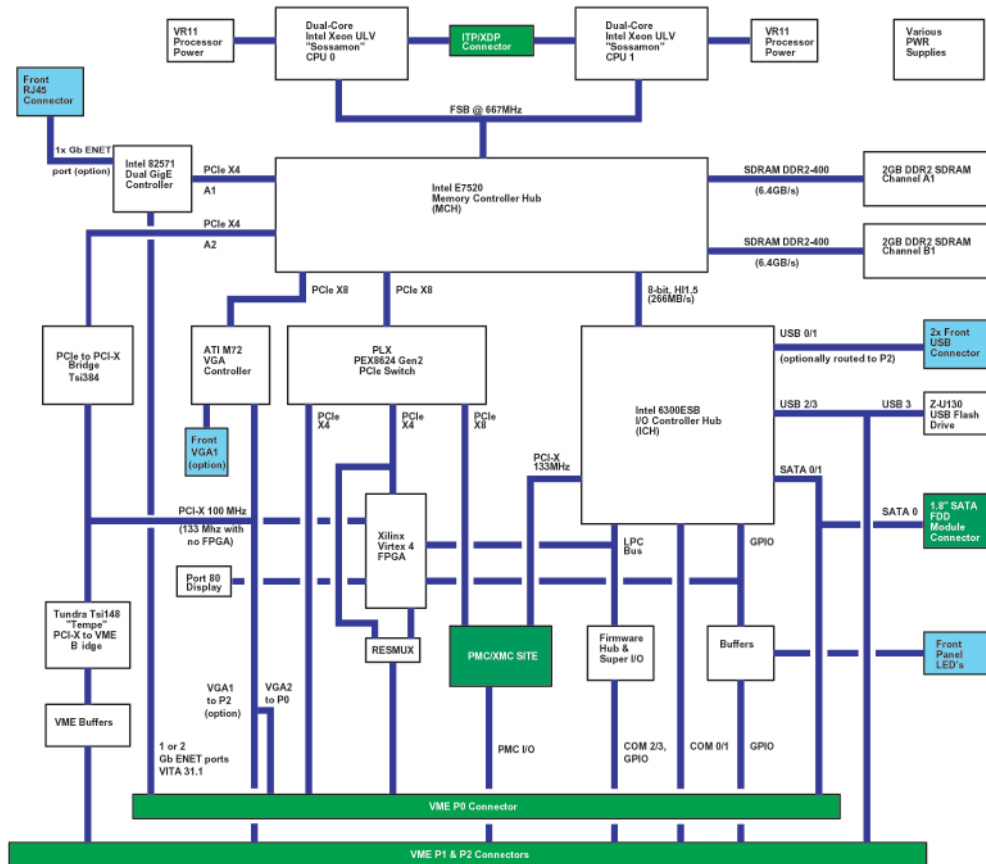 VR11
Processor
Power
Dual-Core
Intel Xeon ULV
"Sossamon"
CPU 0
ITP/XDP
Connector
Dual-Core
Intel Xeon ULV
"Sossamon"
CPU 1
VR11
Processor
Power
Various
PWR
Supplies
Front
RJ45
Connector
FSB @ 667MHz
1x Gb ENET
port (option)
Intel 82571
Dual GigE
Controller
PCIe X4
A1
Intel E7520
Memory Controller Hub
(MCH)
SDRAM DDR2-400
(6.4GB/s)
2GB DDR2 SDRAM
Channel A1
PCIe X4
A2
SDRAM DDR2-400
(6.4GB/s)
2GB DDR2 SDRAM
Channel B1
PCIe X8
PCIe X8
8-bit, HI1.5
(266MB/s)
PCIe to PCI-X
Bridge
Tsi384
ATI M72
VGA
Controller
PLX
PEX8624 Gen2
PCIe Switch
Intel 6300ESB
I/O Controller Hub
(ICH)
USB 0/1
(optionally routed to P2)
2x Front
USB
Connector
USB 2/3
USB 3
Z-U130
USB Flash
Drive
PCIe
X4
PCIe
X4
PCIe
X8
Front
VGA1
(option)
PCI-X
133MHz
SATA 0/1
SATA 0
1.8" SATA
FDD
Module
Connector
PCI-X 100 MHz
(133 Mhz with
no FPGA)
Xilinx
Virtex 4
FPGA
LPC
Bus
GPIO
Port 80
Display
Tundra Tsi148
"Tempe"
PCI-X to VME
B idge
RESMUX
PMC/XMC SITE
Firmware
Hub &
Super I/O
Buffers
Front
Panel
LED's
VME Buffers
VGA1
to P2
(option)
VGA2
to P0
1 or 2
Gb ENET ports
VITA 31.1
PMC I/O
COM 2/3,
GPIO
COM 0/1
GPIO
VME P0 Connector
VME P1 & P2 Connectors